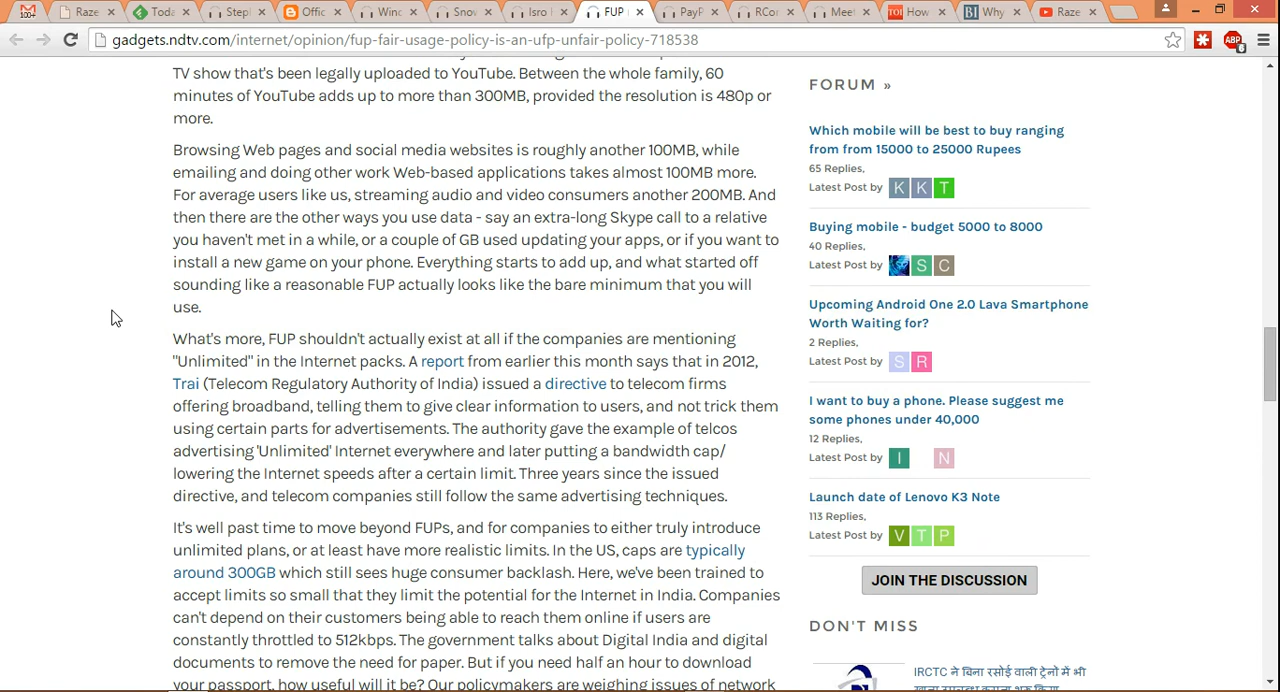 100+
Raze
Toda
Steph
Offic
Winc
Snov
Isro
FUP
PayP
RCor
Meet
TOI
How
BI
Why
Raze
gadgets.ndtv.com/internet/opinion/fup-fair-usage-policy-is-an-ufp-unfair-policy-718538
ABP
6
TV show that's been legally uploaded to YouTube. Between the whole family, 60
minutes of YouTube adds up to more than 300MB, provided the resolution is 480p or
more.
Browsing Web pages and social media websites is roughly another 100MB, while
emailing and doing other work Web-based applications takes almost 100MB more.
For average users like us, streaming audio and video consumers another 200MB. And
then there are the other ways you use data - say an extra-long Skype call to a relative
you haven't met in a while, or a couple of GB used updating your apps, or if you want to
install a new game on your phone. Everything starts to add up, and what started off
sounding like a reasonable FUP actually looks like the bare minimum that you will
use.
What's more, FUP shouldn't actually exist at all if the companies are mentioning
"Unlimited" in the Internet packs. A report from earlier this month says that in 2012,
Trai (Telecom Regulatory Authority of India) issued a directive to telecom firms
offering broadband, telling them to give clear information to users, and not trick them
using certain parts for advertisements. The authority gave the example of telcos
advertising 'Unlimited' Internet everywhere and later putting a bandwidth cap/
lowering the Internet speeds after a certain limit. Three years since the issued
directive, and telecom companies still follow the same advertising techniques.
It's well past time to move beyond FUPs, and for companies to either truly introduce
unlimited plans, or at least have more realistic limits. In the US, caps are typically
around 300GB which still sees huge consumer backlash. Here, we've been trained to
accept limits so small that they limit the potential for the Internet in India. Companies
can't depend on their customers being able to reach them online if users are
constantly throttled to 512kbps. The government talks about Digital India and digital
documents to remove the need for paper. But if you need half an hour to download
your passport, how useful will it be? Our policymakers are weighing issues of network
FORUM »
Which mobile will be best to buy ranging
from from 15000 to 25000 Rupees
65 Replies,
Latest Post by K K T
Buying mobile - budget 5000 to 8000
40 Replies,
Latest Post by S C
Upcoming Android One 2.0 Lava Smartphone
Worth Waiting for?
2 Replies,
Latest Post by S R
I want to buy a phone. Please suggest me
some phones under 40,000
12 Replies,
Latest Post by I N
Launch date of Lenovo K3 Note
113 Replies,
Latest Post by V T P
JOIN THE DISCUSSION
DON'T MISS
IRCTC ने बिना रसोई वाली ट्रेनों में भी